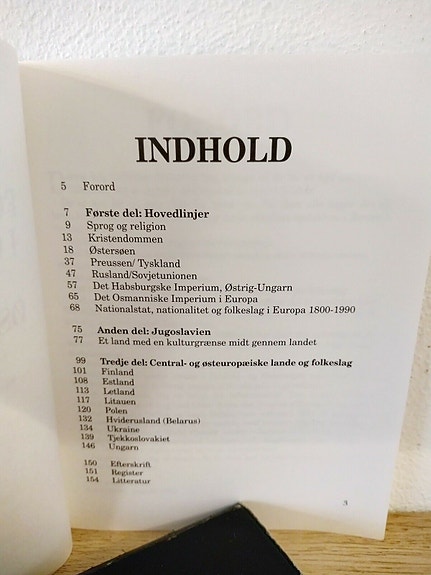 INDHOLD
5 Forord
7 Første del: Hovedlinjer
9 Sprog og religion
13 Kristendommen
18 Østersøen
37 Preussen/ Tyskland
47 Rusland/Sovjetunionen
57 Det Habsburgske Imperium, Østrig-Ungarn
65 Det Osmanniske Imperium i Europa
68 Nationalstat, nationalitet og folkeslag i Europa 1800-1990
75 Anden del: Jugoslavien
77 Et land med en kulturgrænse midt gennem landet
99 Tredje del: Central- og østeuropæiske lande og folkeslag
101 Finland
108 Estland
113 Letland
117 Litauen
120 Polen
132 Hviderusland (Belarus)
134 Ukraine
139 Tjekkoslovakiet
146 Ungarn
150 Efterskrift
151 Register
154 Litteratur
3